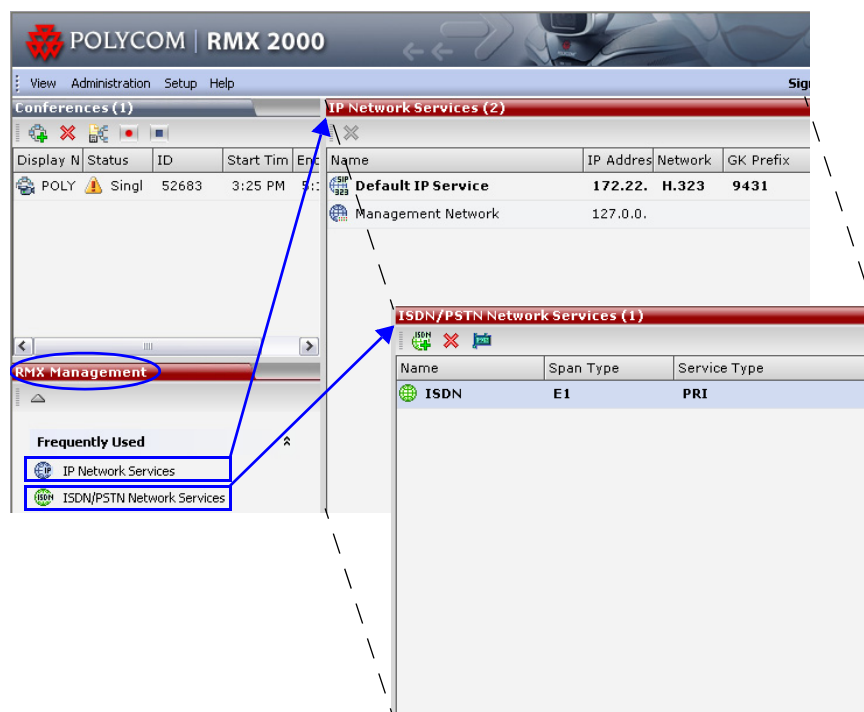 POLYCOM | RMX 2000
View Administration Setup Help Sig
Conferences (1)
IP Network Services (2)
Display N Status ID Start Tim End
POLY Singl 52683 3:25 PM
Name IP Addres Network GK Prefix
Default IP Service 172.22. H.323 9431
Management Network 127.0.0.
ISDN/PSTN Network Services (1)
Name Span Type Service Type
ISDN E1 PRI
RMX Management
Frequently Used
IP Network Services
ISDN/PSTN Network Services